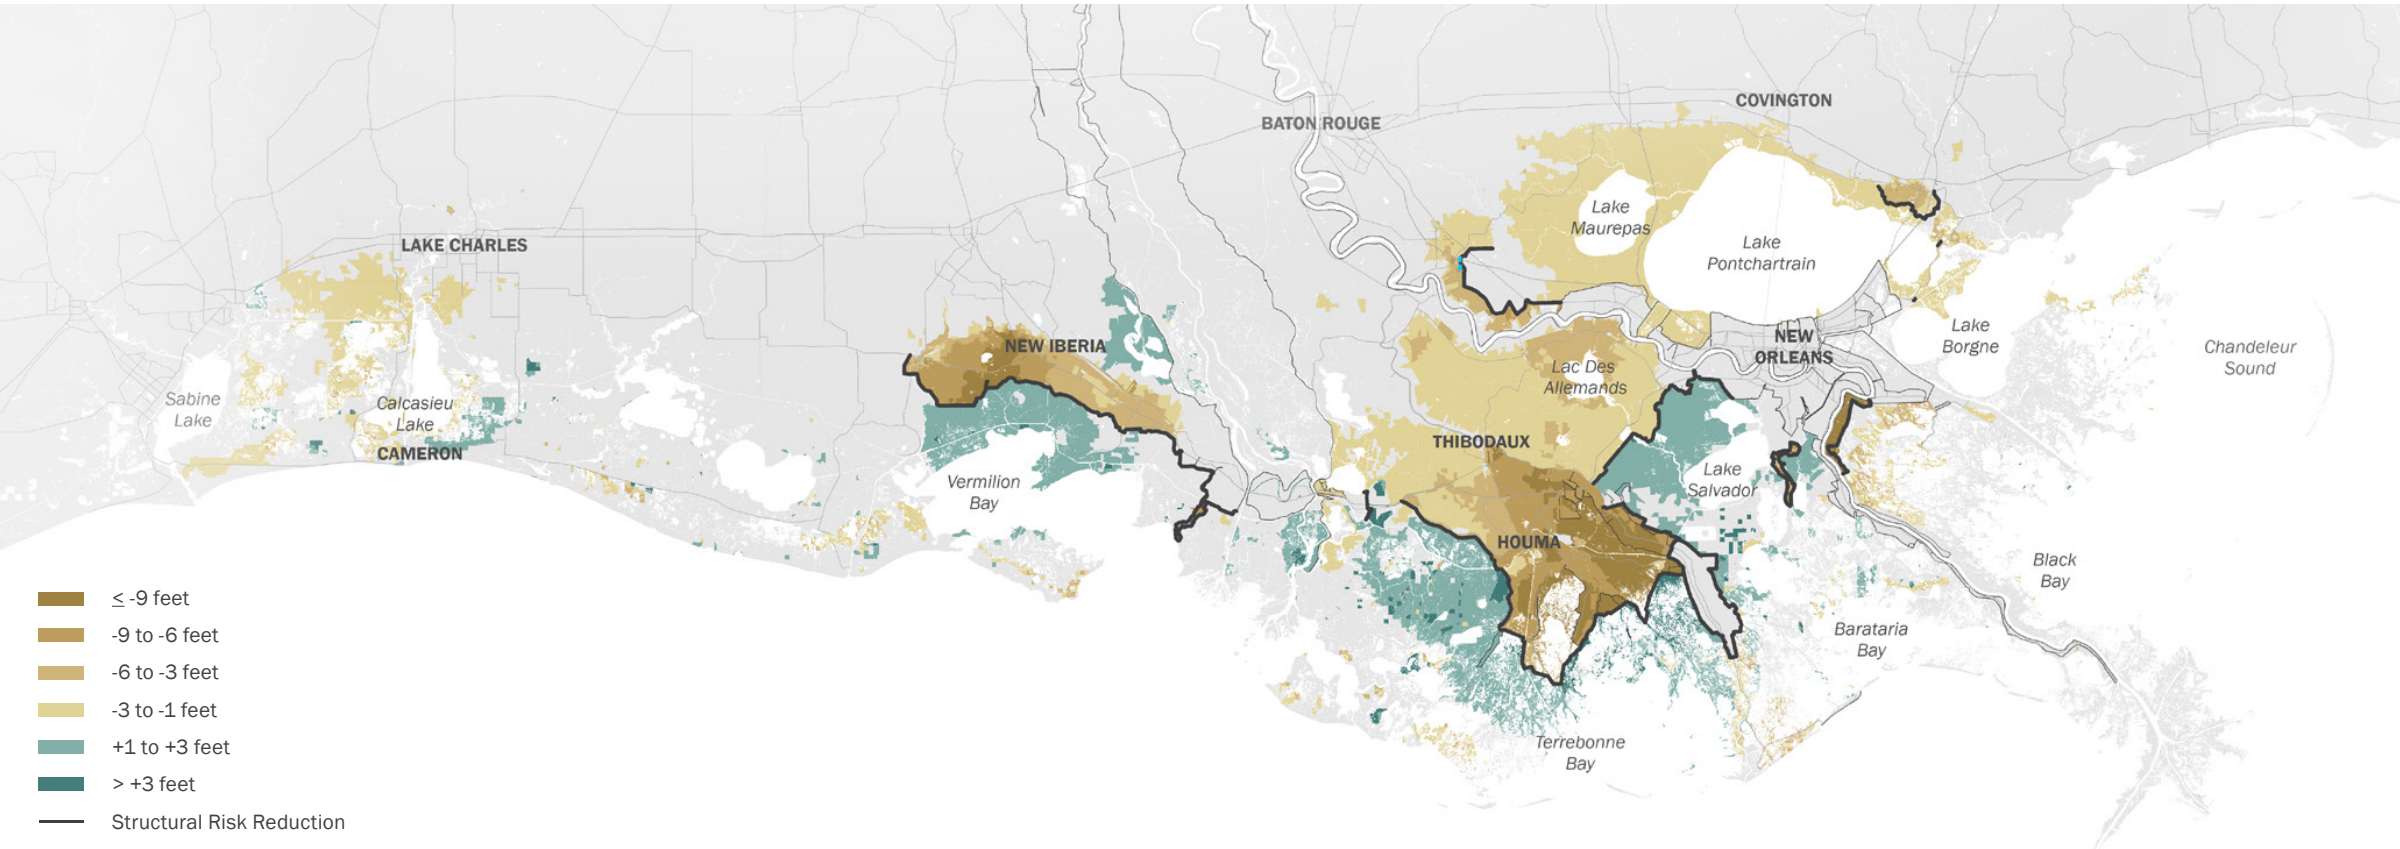 COVINGTON
BATON ROUGE
Lake
Maurepas
Lake
Pontchartrain
LAKE CHARLES
NEW IBERIA
NEW
ORLEANS
Lake
Borgne
Chandeleur
Sound
Lac Des
Allemands
Sabine
Lake
Calcasieu
Lake
CAMERON
THIBODAUX
Lake
Salvador
Vermilion
Bay
HOUMA
Black
Bay
Barataria
Bay
Terrebonne
Bay
≤ -9 feet
-9 to -6 feet
-6 to -3 feet
-3 to -1 feet
+1 to +3 feet
> +3 feet
Structural Risk Reduction